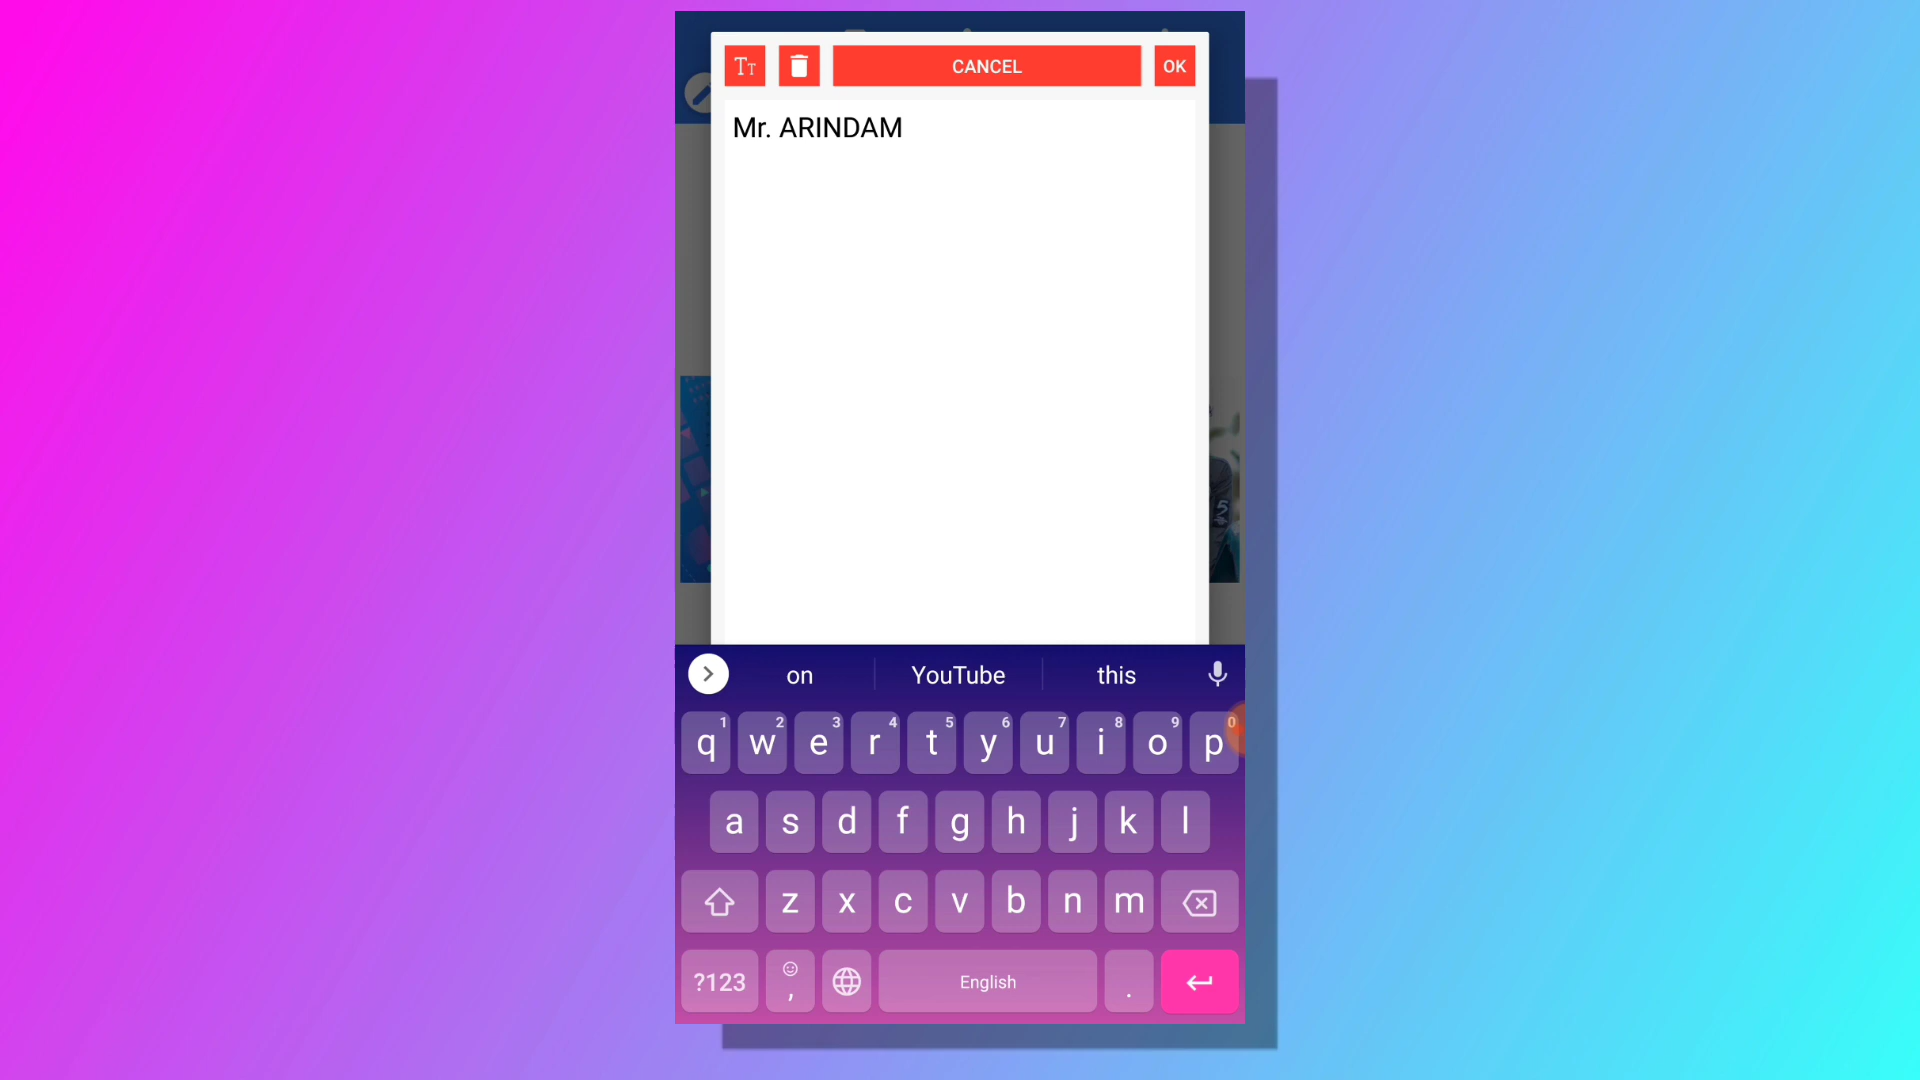 Tт CANCEL OK
Mr. ARINDAM
on YouTube this
1 2 3 4 5 6 7 8 9 0
q w e r t y u i o p
a s d f g h j k l
z x c v b n m
?123 , English .